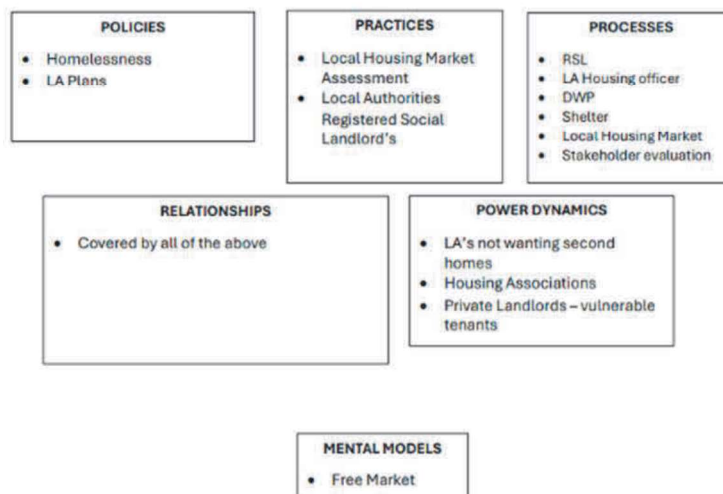 POLICIES
• Homelessness
• LA Plans
PRACTICES
• Local Housing Market
Assessment
• Local Authorities
Registered Social
Landlord's
PROCESSES
• RSL
• LA Housing officer
• DWP
• Shelter
• Local Housing Market
• Stakeholder evaluation
RELATIONSHIPS
• Covered by all of the above
POWER DYNAMICS
• LA's not wanting second
homes
• Housing Associations
• Private Landlords – vulnerable
tenants
MENTAL MODELS
• Free Market